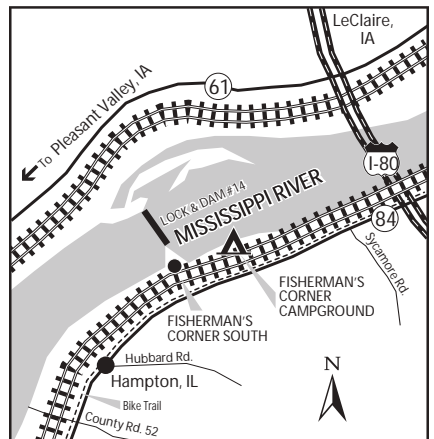 LeClaire,
IA
61
To Pleasant Valley, IA
I-80
LOCK & DAM #14
MISSISSIPPI RIVER
84
Sycamore Rd.
FISHERMAN'S
CORNER
CAMPGROUND
FISHERMAN'S
CORNER SOUTH
N
Hubbard Rd.
Hampton, IL
Bike Trail
County Rd. 52